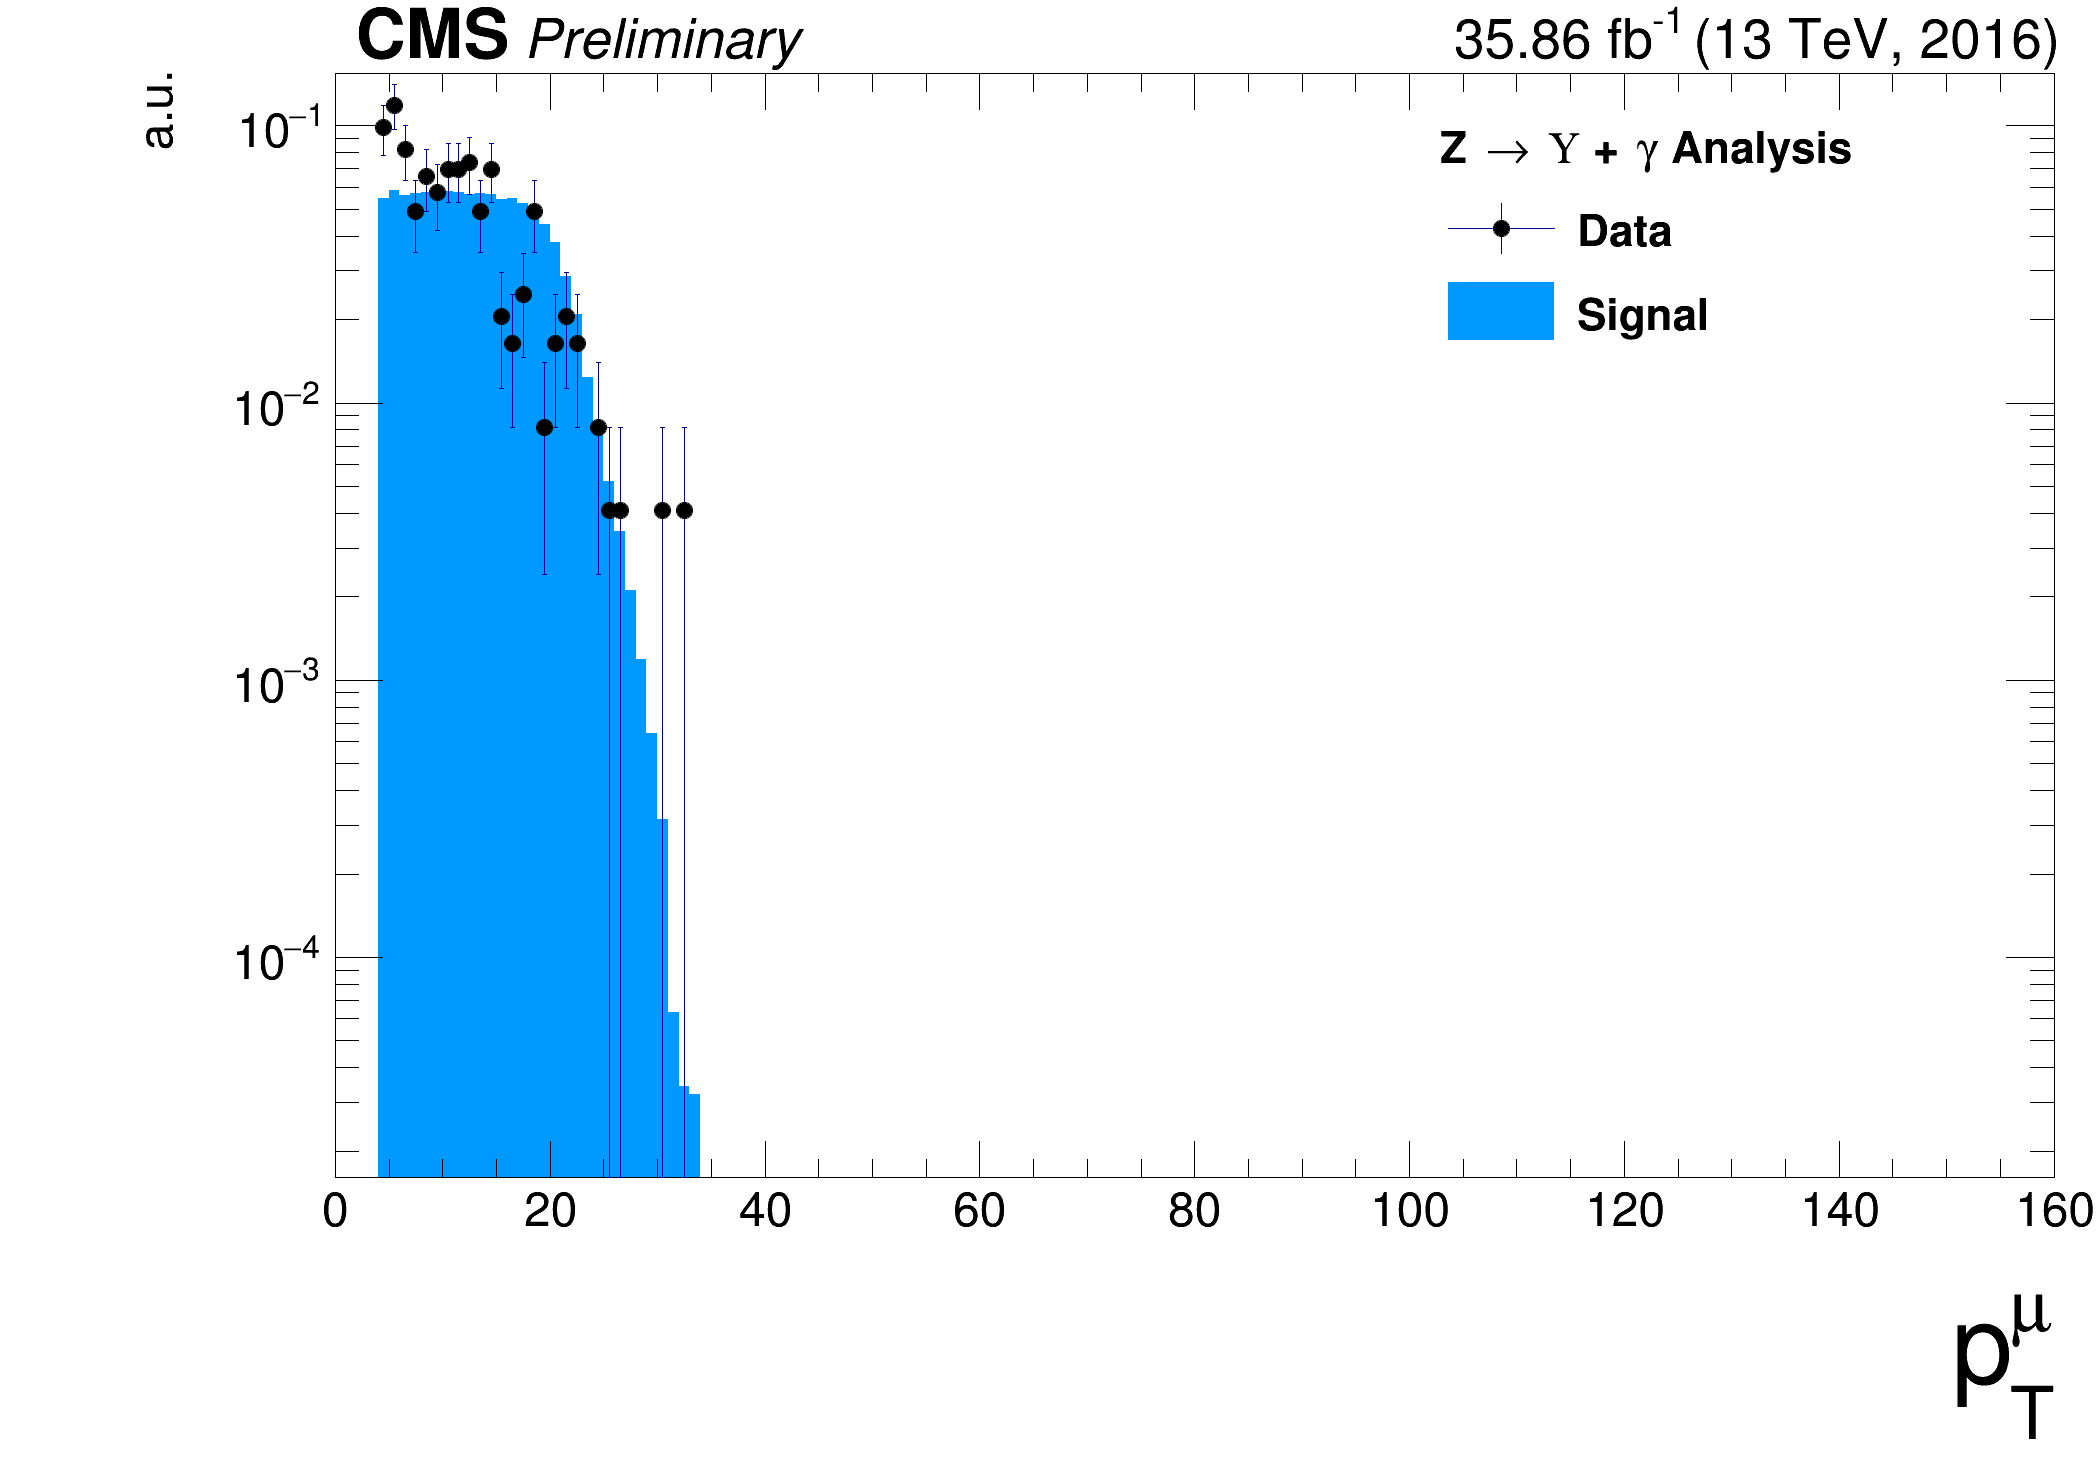 CMS Preliminary 35.86 fb⁻¹ (13 TeV, 2016)
a.u.
Z → Υ + γ Analysis
Data
Signal
10⁻¹
10⁻²
10⁻³
10⁻⁴
0 20 40 60 80 100 120 140 160
p_T^μ